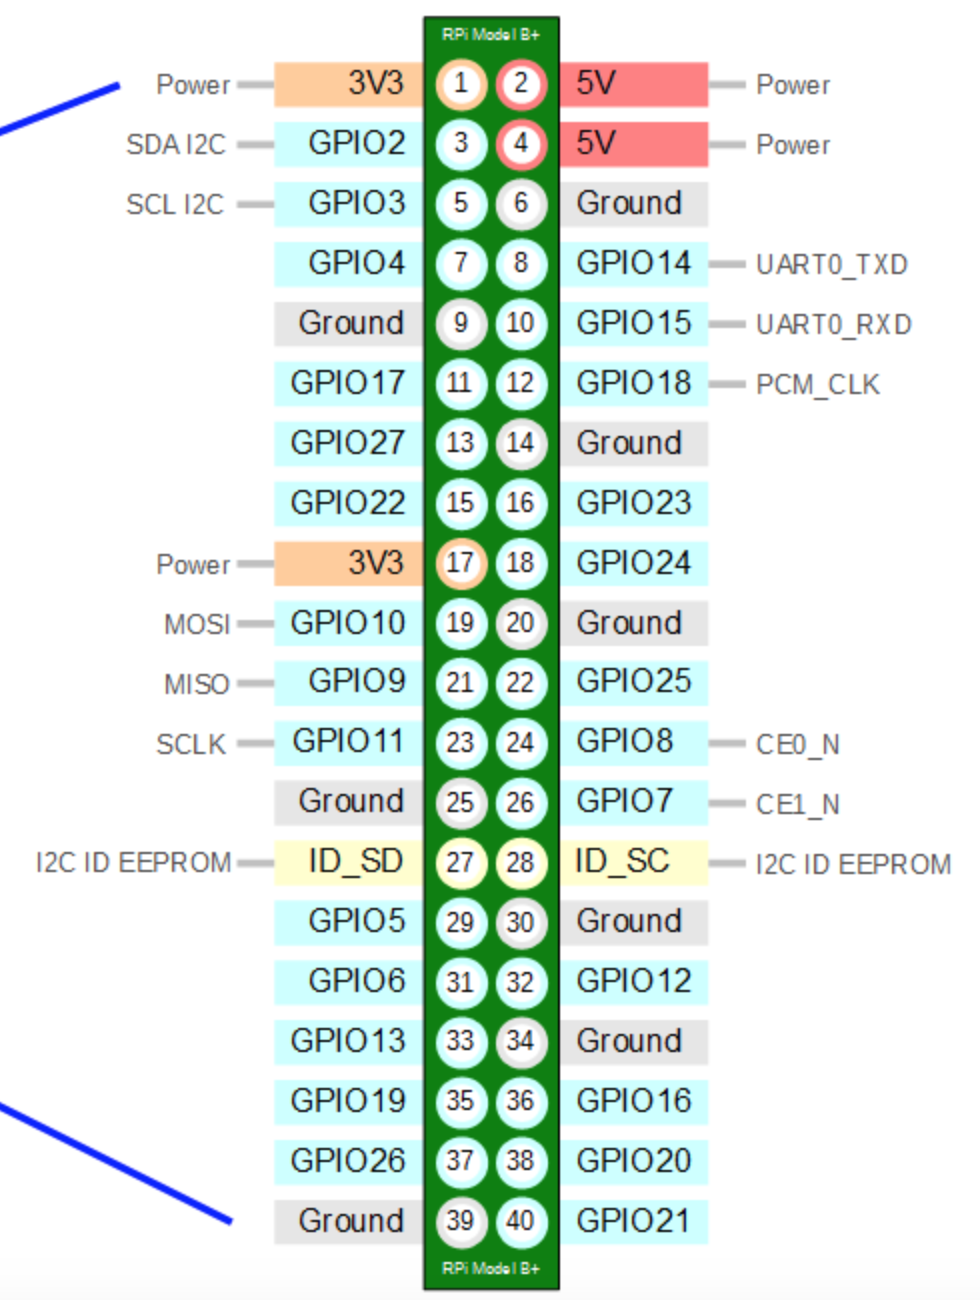 RPi Model B+
Power 3V3 1 2 5V Power
SDA I2C GPIO2 3 4 5V Power
SCL I2C GPIO3 5 6 Ground
GPIO4 7 8 GPIO14 UART0_TXD
Ground 9 10 GPIO15 UART0_RXD
GPIO17 11 12 GPIO18 PCM_CLK
GPIO27 13 14 Ground
GPIO22 15 16 GPIO23
Power 3V3 17 18 GPIO24
MOSI GPIO10 19 20 Ground
MISO GPIO9 21 22 GPIO25
SCLK GPIO11 23 24 GPIO8 CE0_N
Ground 25 26 GPIO7 CE1_N
I2C ID EEPROM ID_SD 27 28 ID_SC I2C ID EEPROM
GPIO5 29 30 Ground
GPIO6 31 32 GPIO12
GPIO13 33 34 Ground
GPIO19 35 36 GPIO16
GPIO26 37 38 GPIO20
Ground 39 40 GPIO21
RPi Model B+